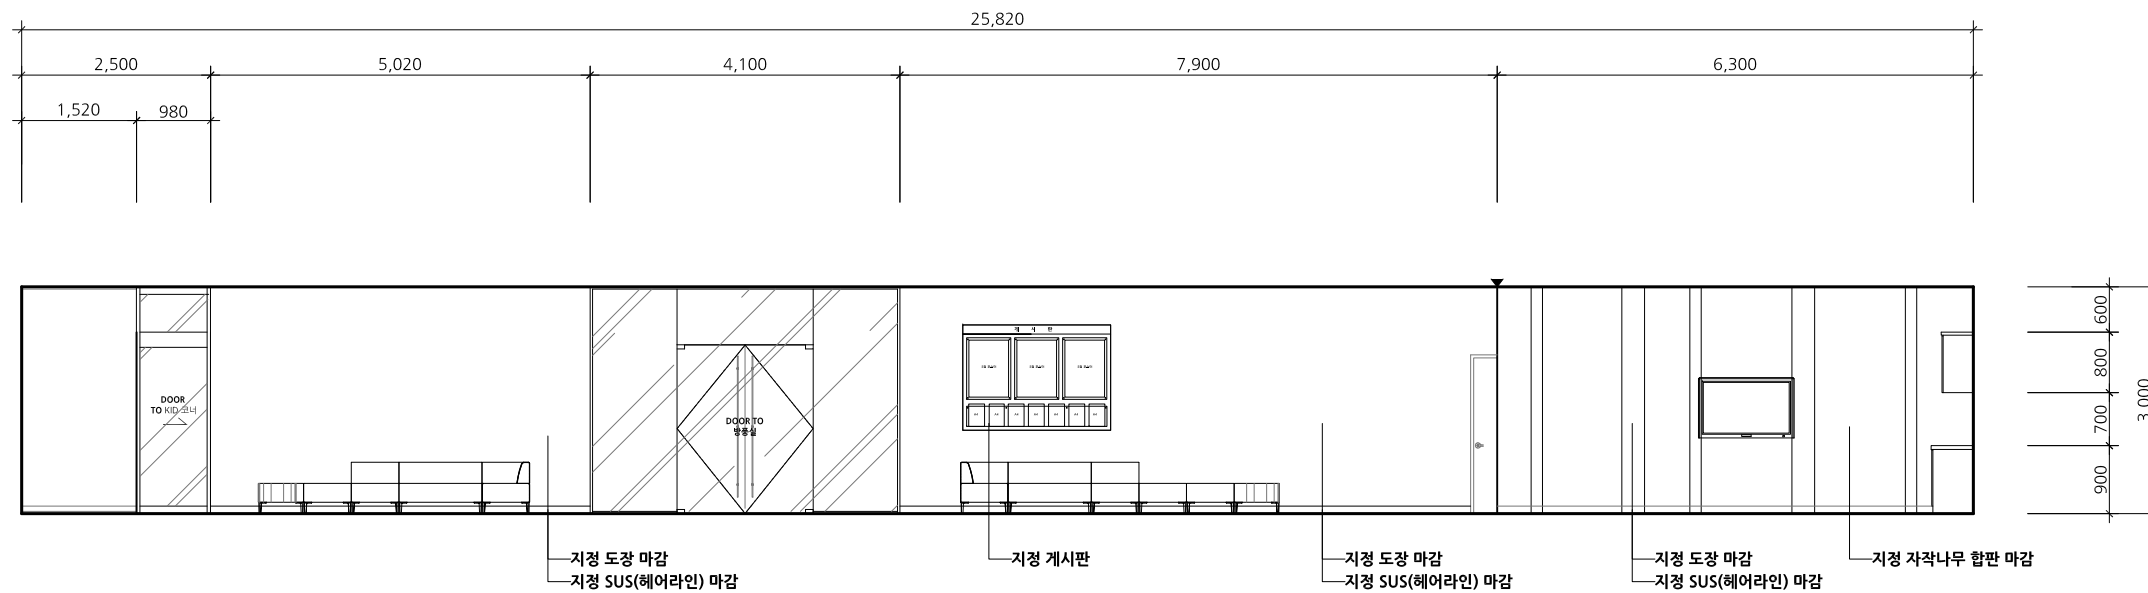 25,820
2,500 5,020 4,100 7,900 6,300
1,520 980
게 시 판
DOOR
TO KID 코너
DOOR TO
방풍실
600
800
700
900
3,000
지정 도장 마감
지정 SUS(헤어라인) 마감
지정 게시판
지정 도장 마감
지정 SUS(헤어라인) 마감
지정 도장 마감
지정 SUS(헤어라인) 마감
지정 자작나무 합판 마감